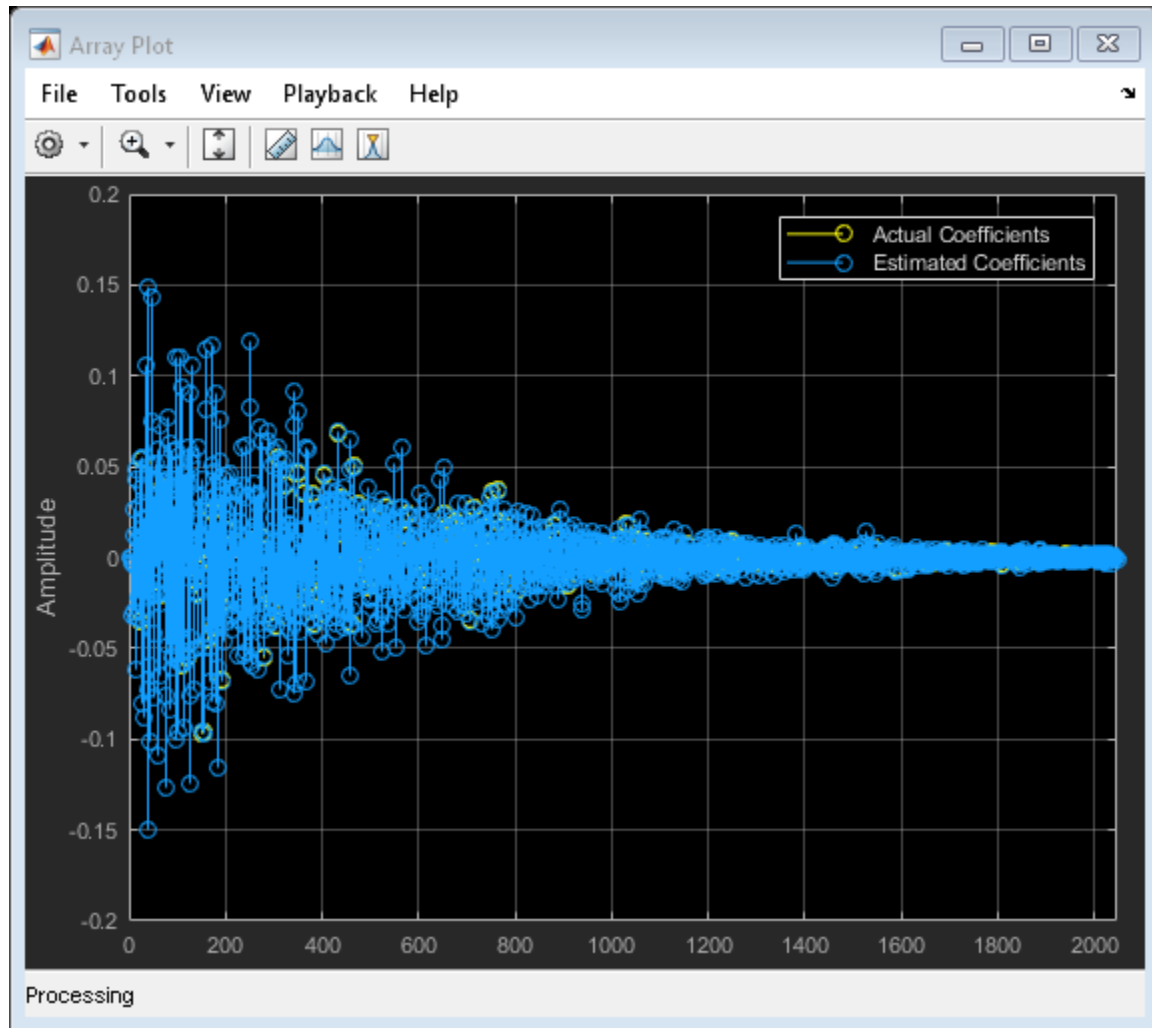 Array Plot
File Tools View Playback Help
0.2
0.15
0.1
0.05
0
-0.05
-0.1
-0.15
-0.2
Amplitude
Actual Coefficients
Estimated Coefficients
0 200 400 600 800 1000 1200 1400 1600 1800 2000
Processing